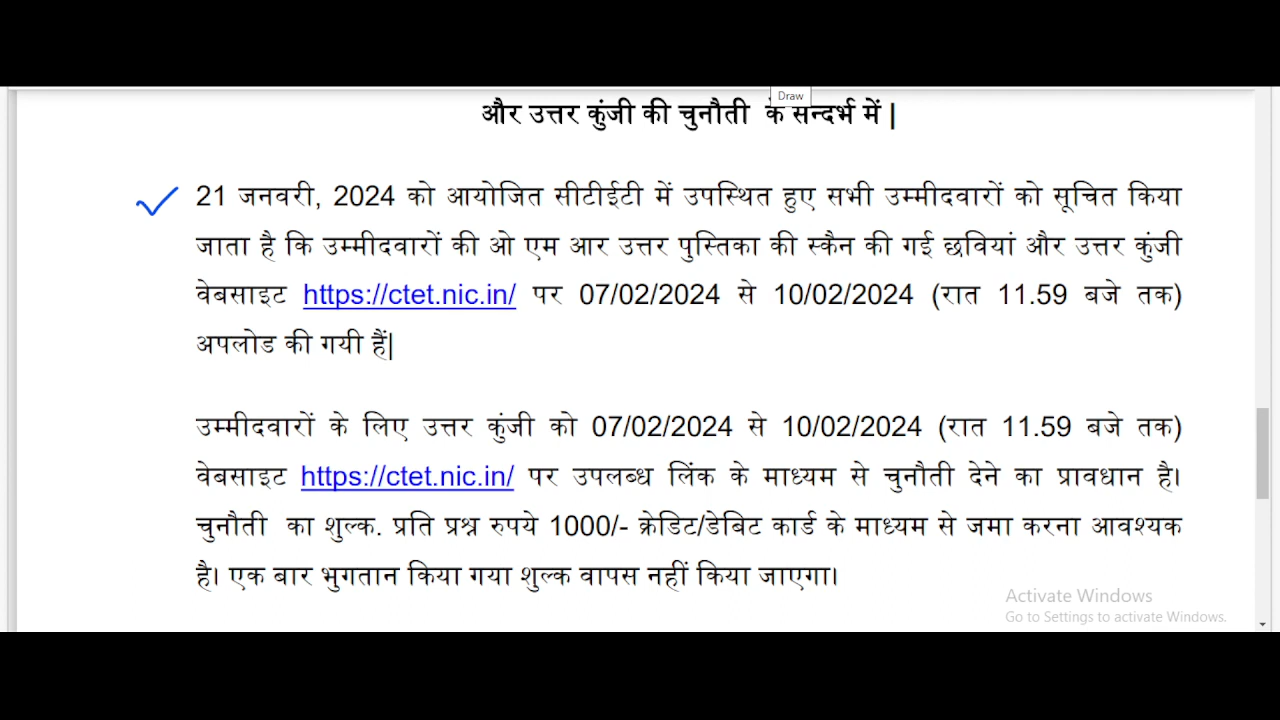 Draw
और उत्तर कुंजी की चुनौती के सन्दर्भ में |
21 जनवरी, 2024 को आयोजित सीटीईटी में उपस्थित हुए सभी उम्मीदवारों को सूचित किया
जाता है कि उम्मीदवारों की ओ एम आर उत्तर पुस्तिका की स्कैन की गई छवियां और उत्तर कुंजी
वेबसाइट https://ctet.nic.in/ पर 07/02/2024 से 10/02/2024 (रात 11.59 बजे तक)
अपलोड की गयी हैं|
उम्मीदवारों के लिए उत्तर कुंजी को 07/02/2024 से 10/02/2024 (रात 11.59 बजे तक)
वेबसाइट https://ctet.nic.in/ पर उपलब्ध लिंक के माध्यम से चुनौती देने का प्रावधान है।
चुनौती का शुल्क. प्रति प्रश्न रुपये 1000/- क्रेडिट/डेबिट कार्ड के माध्यम से जमा करना आवश्यक
है। एक बार भुगतान किया गया शुल्क वापस नहीं किया जाएगा।
Activate Windows
Go to Settings to activate Windows.